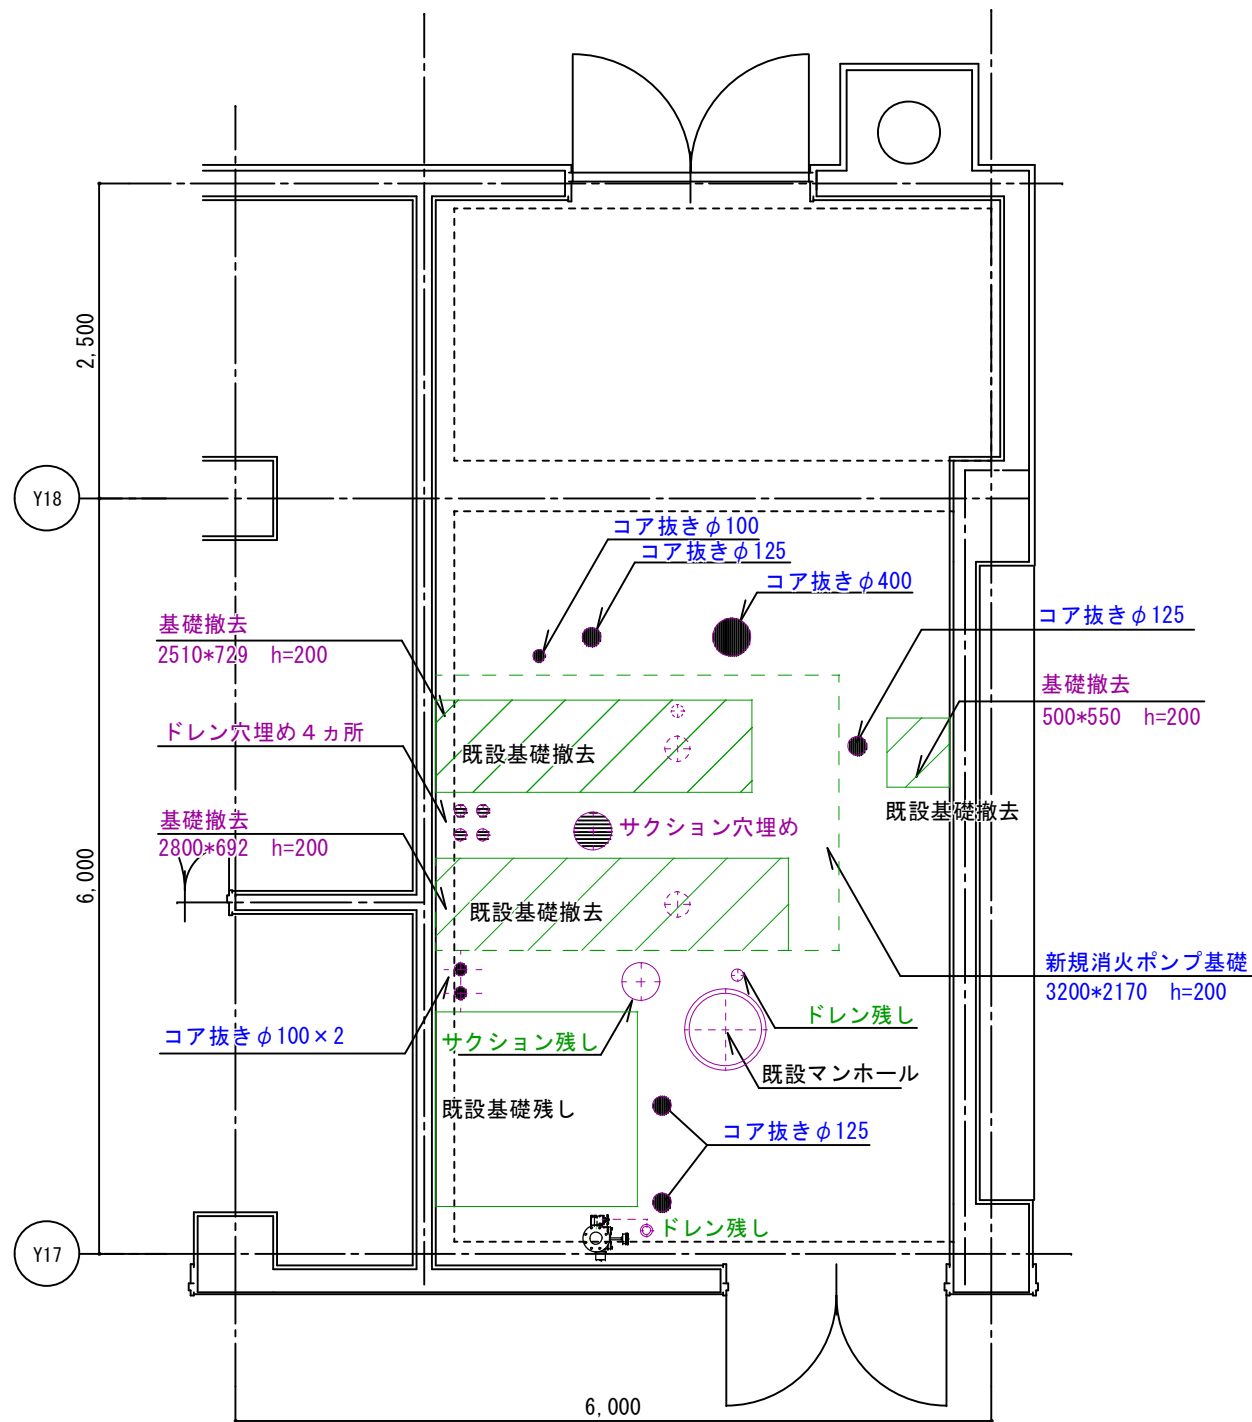 2,500
Y18
コア抜きφ100
コア抜きφ125
コア抜きφ400
コア抜きφ125
基礎撤去
2510*729 h=200
基礎撤去
500*550 h=200
ドレン穴埋め4ヵ所
既設基礎撤去
既設基礎撤去
サクション穴埋め
基礎撤去
2800*692 h=200
6,000
既設基礎撤去
新規消火ポンプ基礎
3200*2170 h=200
コア抜きφ100×2
サクション残し
ドレン残し
既設マンホール
既設基礎残し
コア抜きφ125
ドレン残し
Y17
6,000